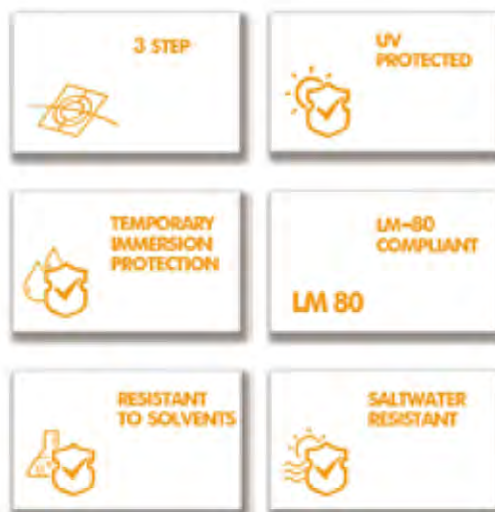 3 STEP
UV
PROTECTED
TEMPORARY
IMMERSION
PROTECTION
LM-80
COMPLIANT
LM 80
RESISTANT
TO SOLVENTS
SALTWATER
RESISTANT